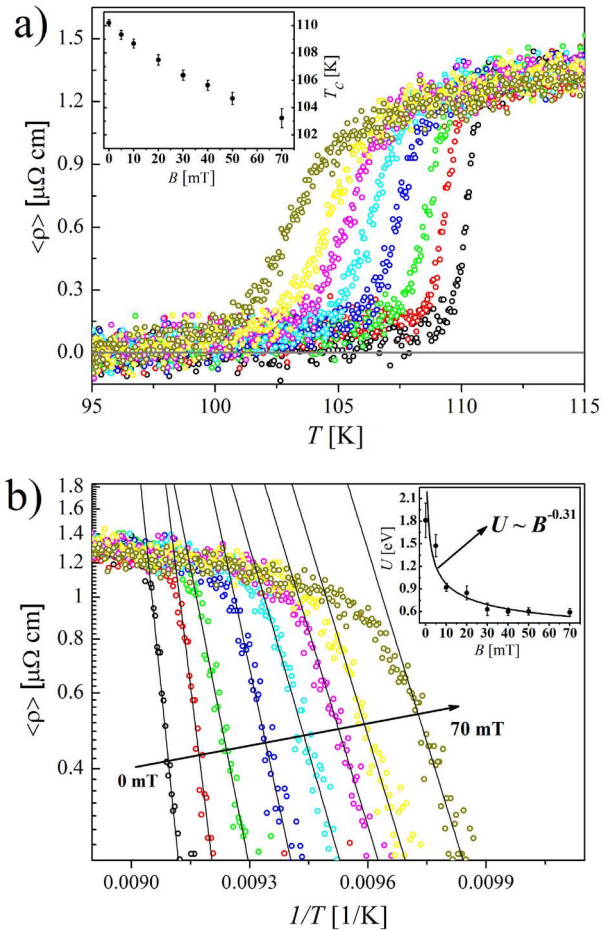 a)
1.5
1.2
0.9
0.6
0.3
0.0
<ρ> [μΩ cm]
95
100
105
110
115
T [K]
110
108
106
104
102
T_c [K]
0 10 20 30 40 50 60 70
B [mT]
b)
1.8
1.6
1.4
1.2
1
0.8
0.6
0.4
<ρ> [μΩ cm]
0 mT
70 mT
2.1
1.8
1.5
1.2
0.9
0.6
U [eV]
U ~ B^-0.31
0 10 20 30 40 50 60 70
B [mT]
0.0090 0.0093 0.0096 0.0099
1/T [1/K]